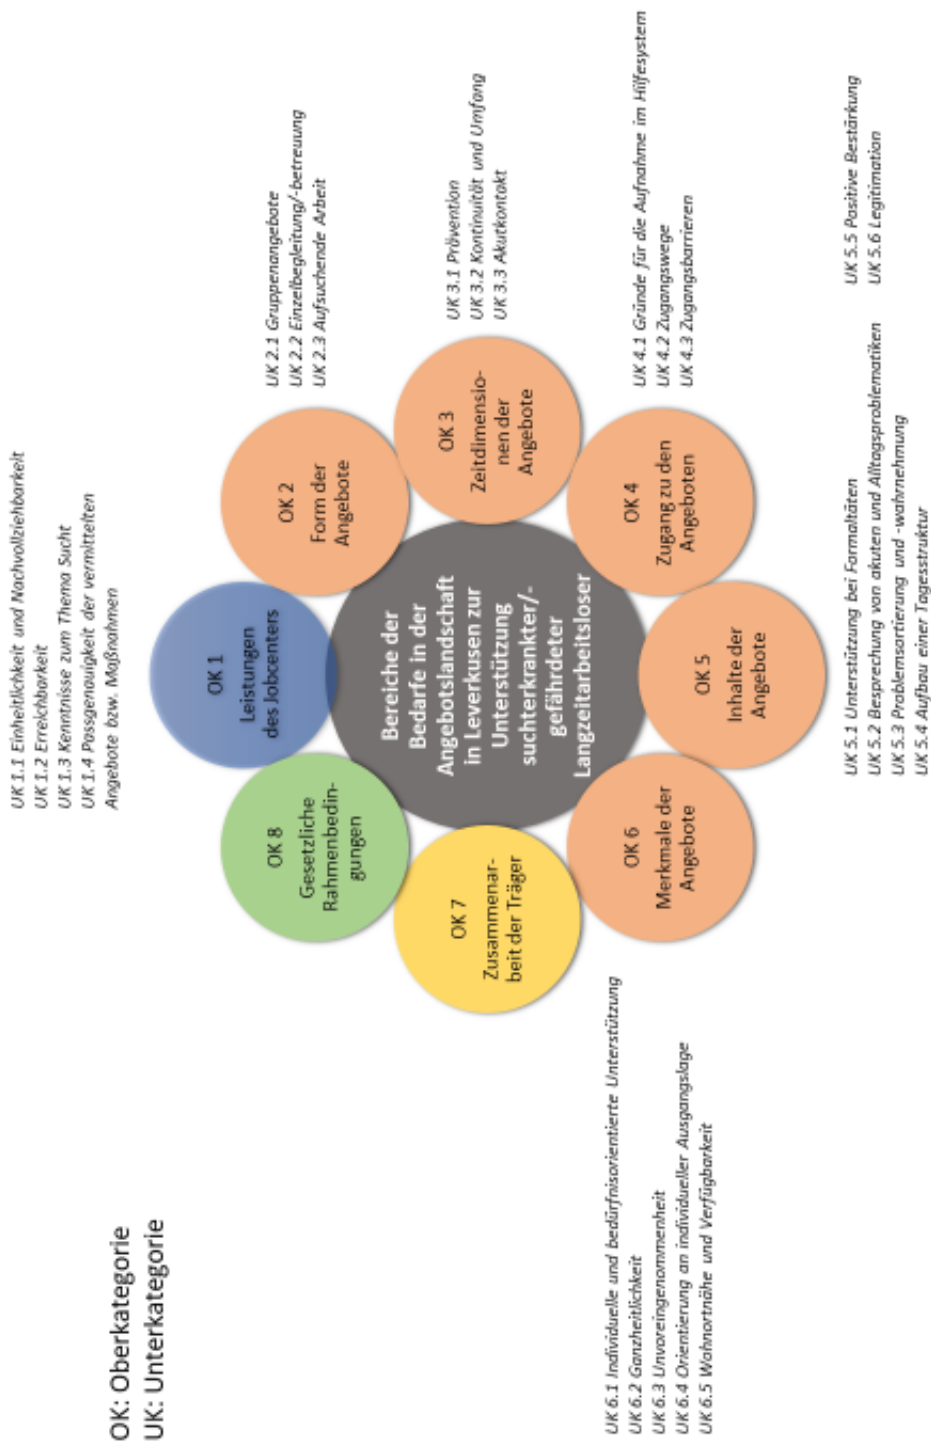 OK: Oberkategorie
UK: Unterkategorie
UK 1.1 Einheitlichkeit und Nachvollziehbarkeit
UK 1.2 Erreichbarkeit
UK 1.3 Kenntnisse zum Thema Sucht
UK 1.4 Passgenauigkeit der vermittelten
Angebote bzw. Maßnahmen
OK 1
Leistungen
des Jobcenters
OK 2
Form der
Angebote
UK 2.1 Gruppenangebote
UK 2.2 Einzelbegleitung/-betreuung
UK 2.3 Aufsuchende Arbeit
OK 3
Zeitdimensio-
nen der
Angebote
UK 3.1 Prävention
UK 3.2 Kontinuität und Umfang
UK 3.3 Akutkontakt
OK 4
Zugang zu den
Angeboten
UK 4.1 Gründe für die Aufnahme im Hilfesystem
UK 4.2 Zugangswege
UK 4.3 Zugangsbarrieren
OK 5
Inhalte der
Angebote
UK 5.1 Unterstützung bei Formaltäten
UK 5.2 Besprechung von akuten und Alltagsproblematiken
UK 5.3 Problemsortierung und -wahrnehmung
UK 5.4 Aufbau einer Tagesstruktur
UK 5.5 Positive Bestärkung
UK 5.6 Legitimation
OK 6
Merkmale der
Angebote
UK 6.1 Individuelle und bedürfnisorientierte Unterstützung
UK 6.2 Ganzheitlichkeit
UK 6.3 Unvoreingenommenheit
UK 6.4 Orientierung an individueller Ausgangslage
UK 6.5 Wohnortnähe und Verfügbarkeit
OK 7
Zusammenar-
beit der Träger
OK 8
Gesetzliche
Rahmenbedin-
gungen
Bereiche der
Bedarfe in der
Angebotslandschaft
in Leverkusen zur
Unterstützung
suchterkrankter/-
gefährdeter
Langzeitarbeitsloser